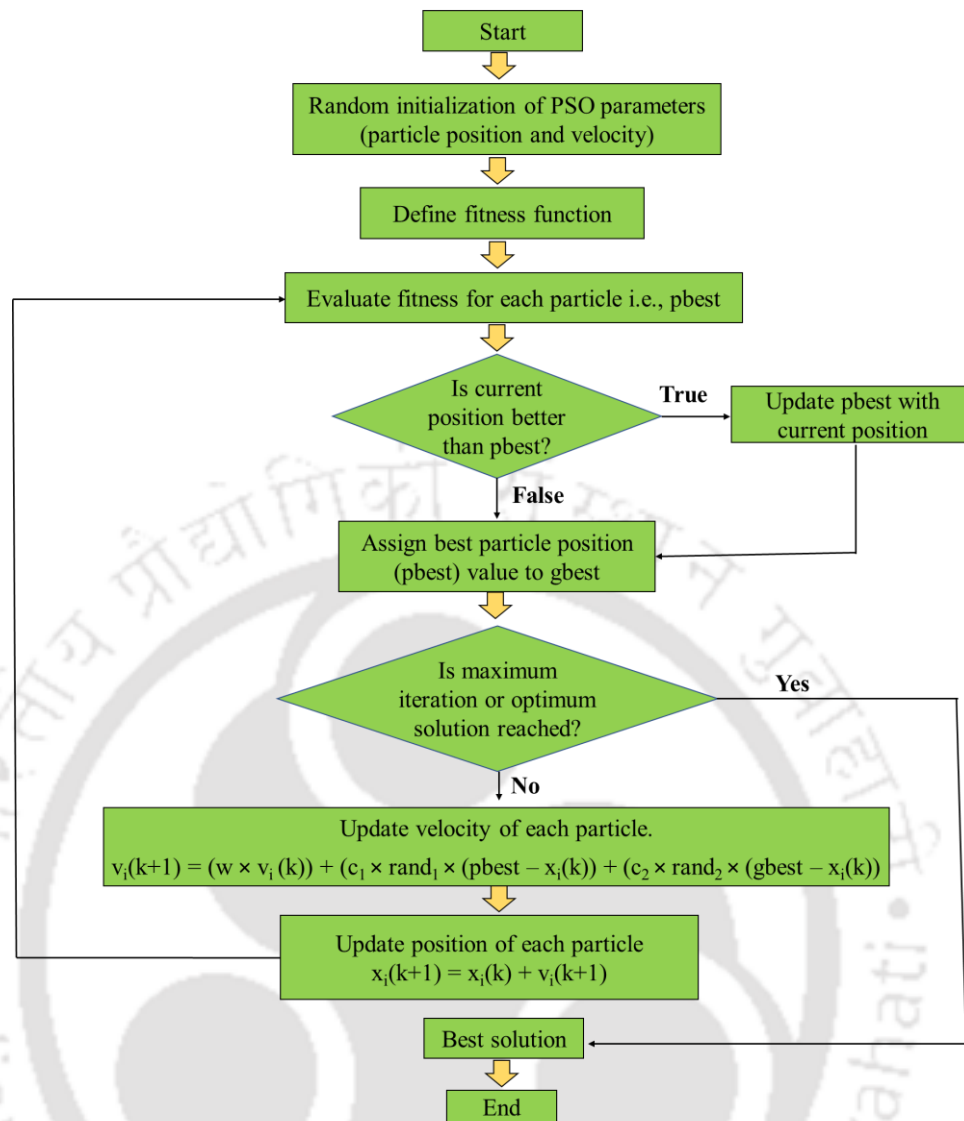 Start
Random initialization of PSO parameters
(particle position and velocity)
Define fitness function
Evaluate fitness for each particle i.e., pbest
Is current
position better
than pbest?
True
Update pbest with
current position
False
Assign best particle position
(pbest) value to gbest
Is maximum
iteration or optimum
solution reached?
Yes
No
Update velocity of each particle.
vᵢ(k+1) = (w × vᵢ (k)) + (c₁ × rand₁ × (pbest – xᵢ(k)) + (c₂ × rand₂ × (gbest – xᵢ(k))
Update position of each particle
xᵢ(k+1) = xᵢ(k) + vᵢ(k+1)
Best solution
End